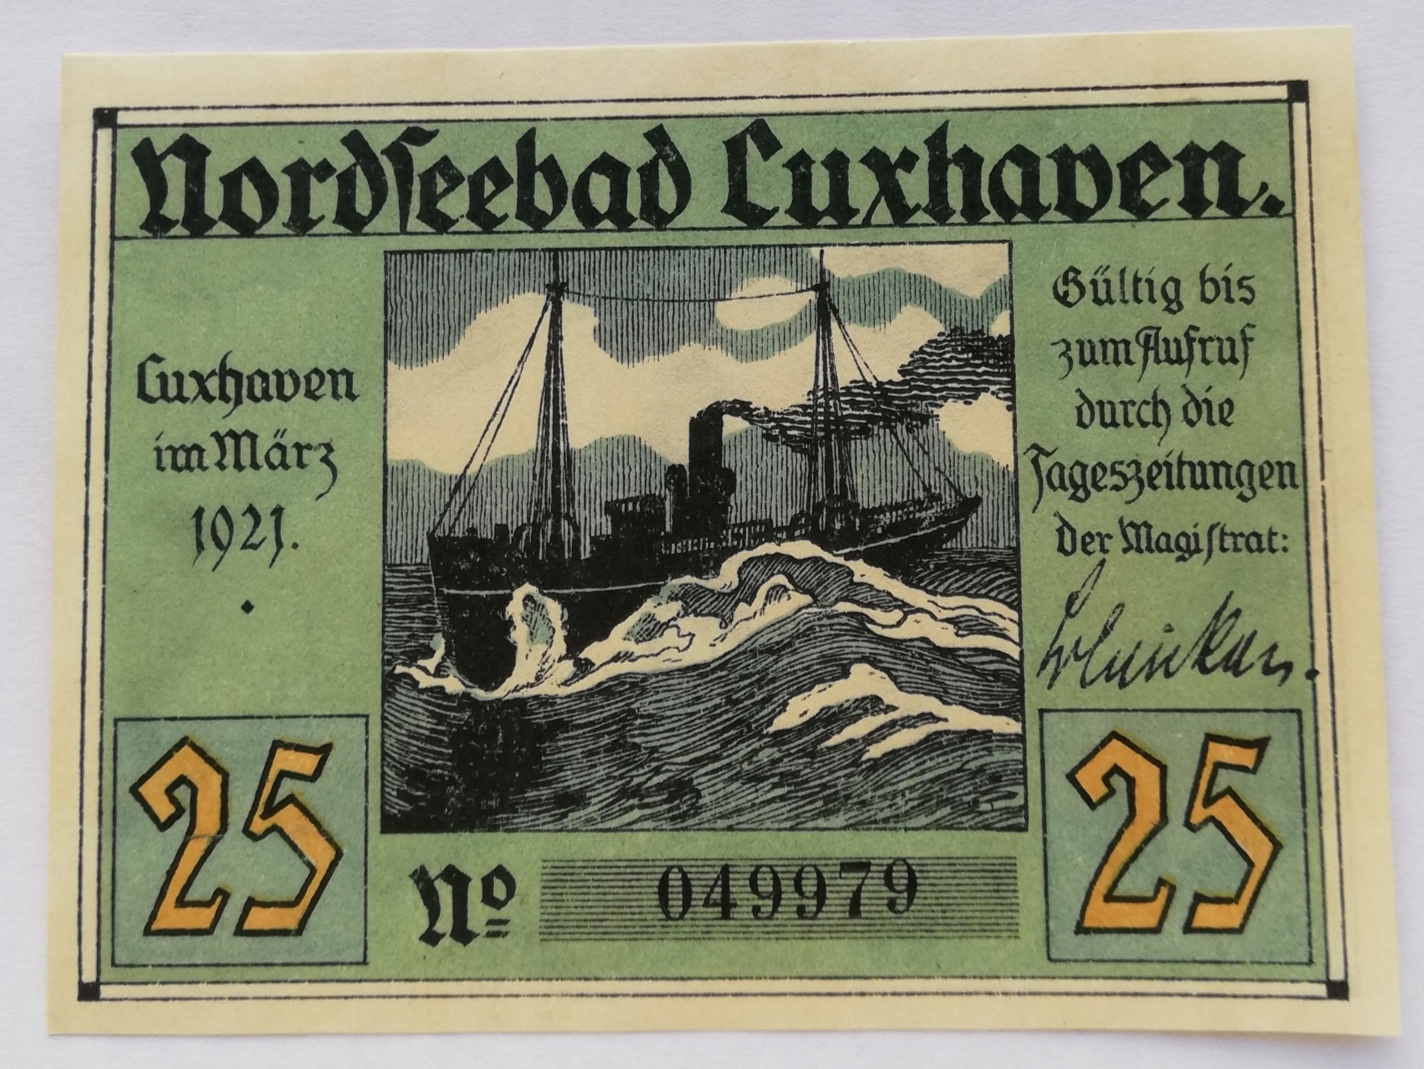 Nordseebad Cuxhaven.
Cuxhaven
im März
1921.
Gültig bis
zum Aufruf
durch die
Tageszeitungen
Der Magistrat:
25
No 049979
25